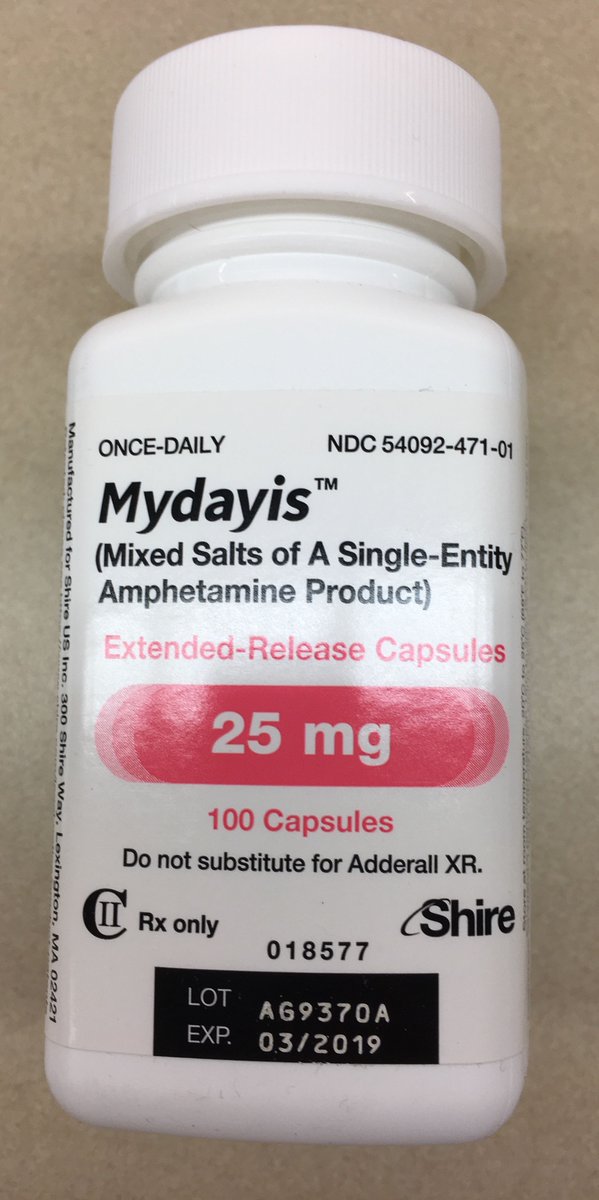 ONCE-DAILY NDC 54092-471-01
Mydayis™
(Mixed Salts of A Single-Entity
Amphetamine Product)
Extended-Release Capsules
25 mg
100 Capsules
Do not substitute for Adderall XR.
CII Rx only
Shire
018577
LOT AG9370A
EXP. 03/2019
Manufactured for Shire US Inc. 300 Shire Way, Lexington, MA 02421